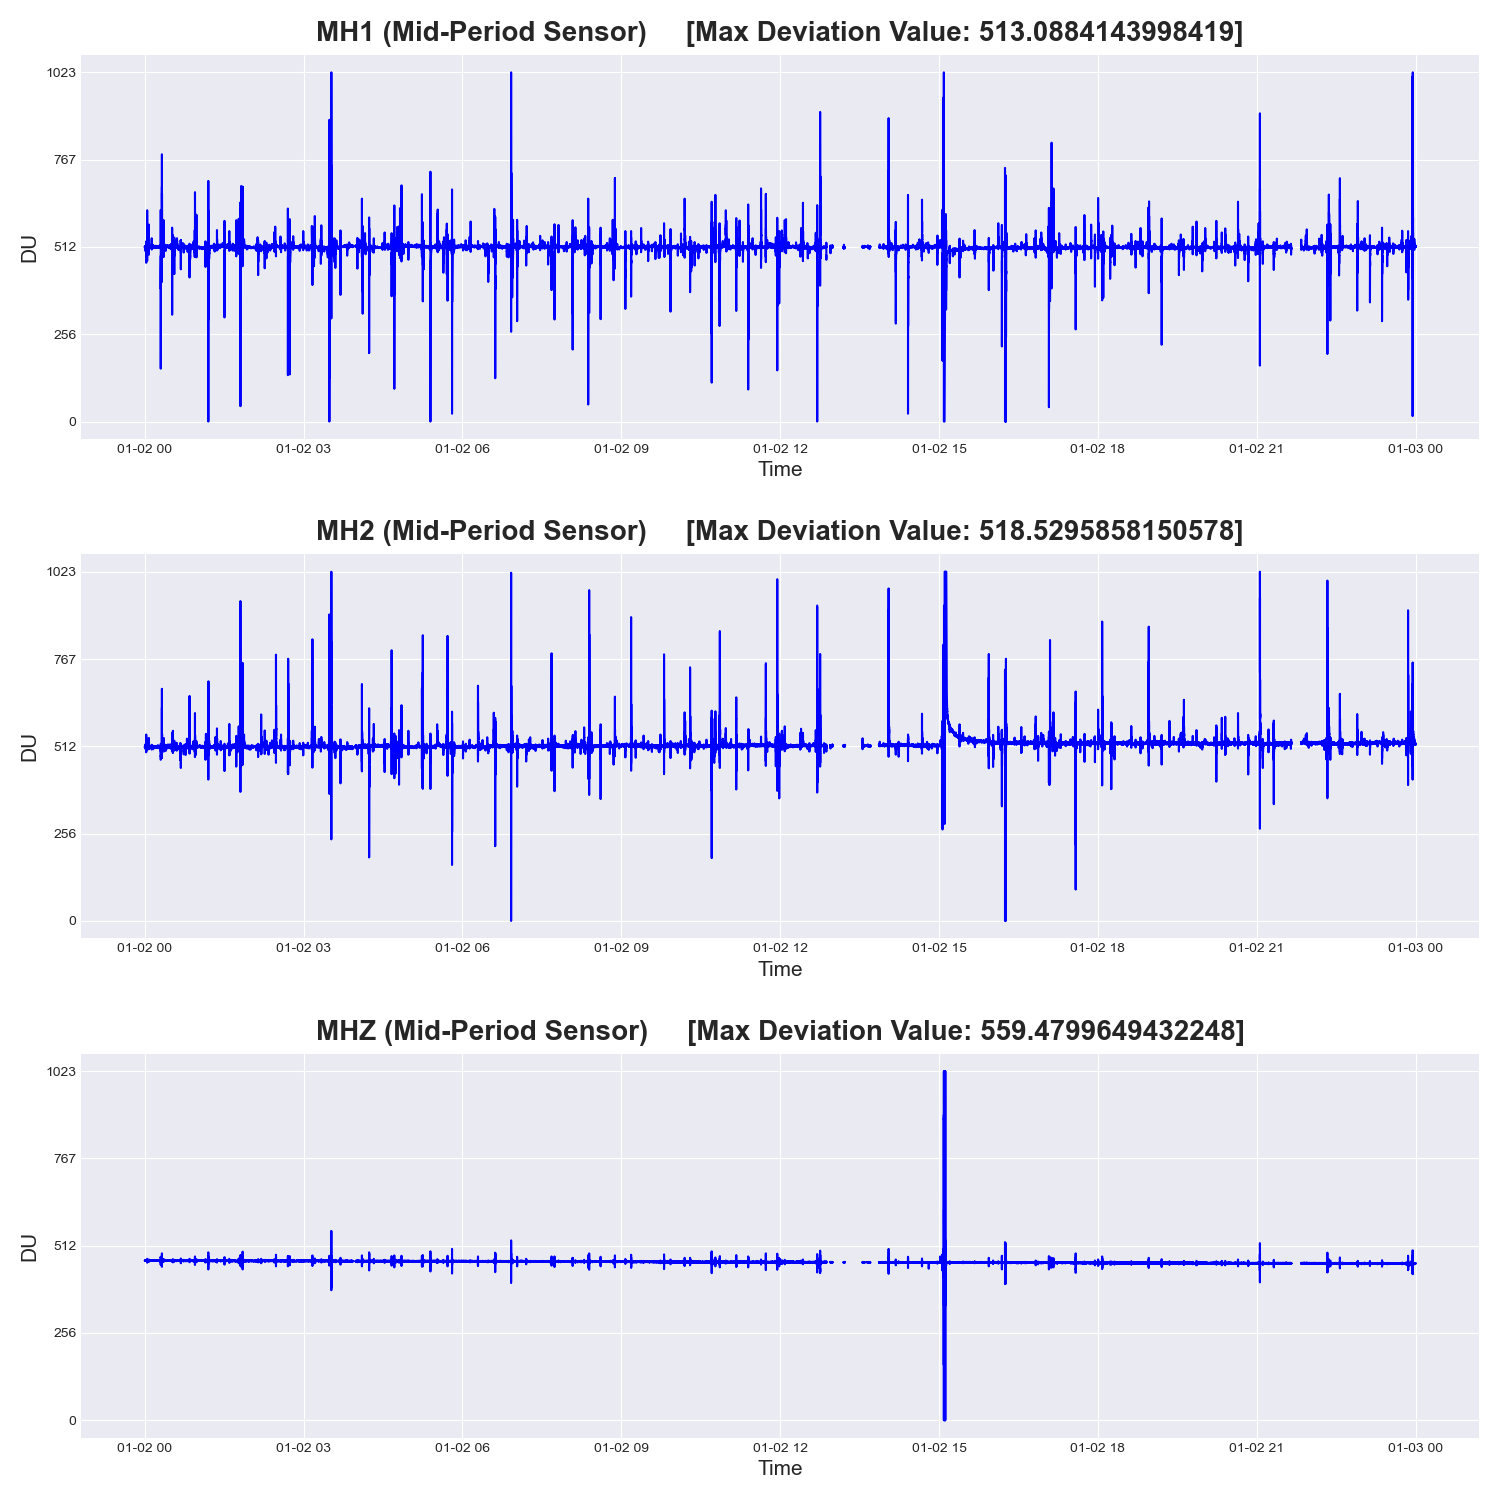 MH1 (Mid-Period Sensor)     [Max Deviation Value: 513.0884143998419]
1023
767
512
256
0
DU
01-02 00 01-02 03 01-02 06 01-02 09 01-02 12 01-02 15 01-02 18 01-02 21 01-03 00
Time
MH2 (Mid-Period Sensor)     [Max Deviation Value: 518.5295858150578]
1023
767
512
256
0
DU
01-02 00 01-02 03 01-02 06 01-02 09 01-02 12 01-02 15 01-02 18 01-02 21 01-03 00
Time
MHZ (Mid-Period Sensor)     [Max Deviation Value: 559.4799649432248]
1023
767
512
256
0
DU
01-02 00 01-02 03 01-02 06 01-02 09 01-02 12 01-02 15 01-02 18 01-02 21 01-03 00
Time